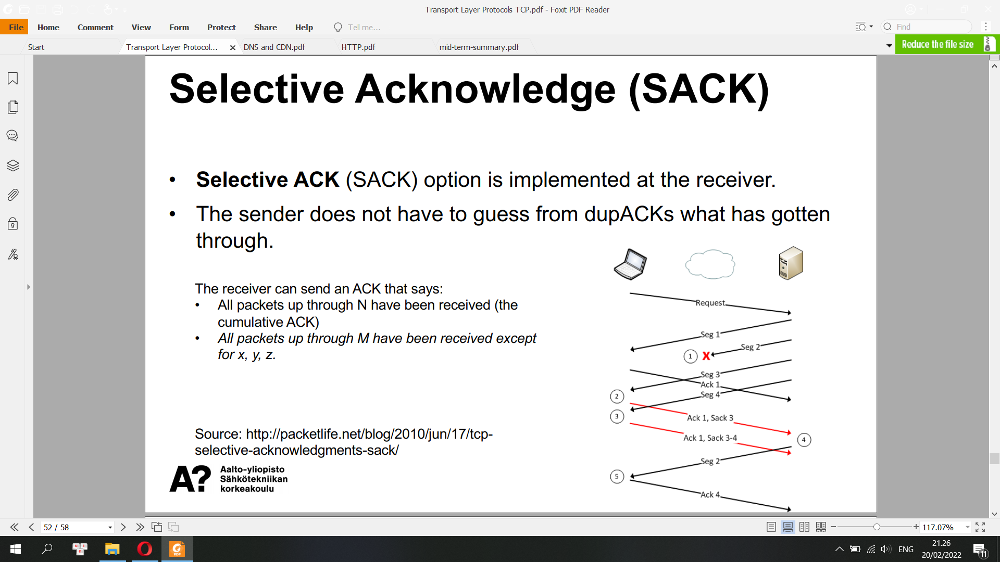 Transport Layer Protocols TCP.pdf - Foxit PDF Reader
File Home Comment View Form Protect Share Help Tell me... Find
Start Transport Layer Protocol... DNS and CDN.pdf HTTP.pdf mid-term-summary.pdf Reduce the file size
Selective Acknowledge (SACK)
• Selective ACK (SACK) option is implemented at the receiver.
• The sender does not have to guess from dupACKs what has gotten
through.
The receiver can send an ACK that says:
• All packets up through N have been received (the
cumulative ACK)
• All packets up through M have been received except
for x, y, z.
Source: http://packetlife.net/blog/2010/jun/17/tcp-
selective-acknowledgments-sack/
A? Aalto-yliopisto
Sähkötekniikan
korkeakoulu
Request
Seg 1
Seg 2
1 X
Seg 3
Ack 1
Seg 4
2
3
Ack 1, Sack 3
Ack 1, Sack 3-4
4
Seg 2
5
Ack 4
52 / 58 117.07%
PDF ENG 21.26
20/02/2022 11